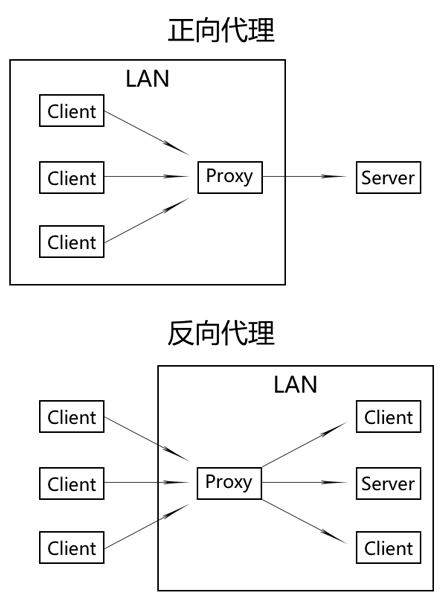 正向代理
LAN
Client
Client
Proxy
Server
Client
反向代理
LAN
Client
Client
Client
Proxy
Server
Client
Client